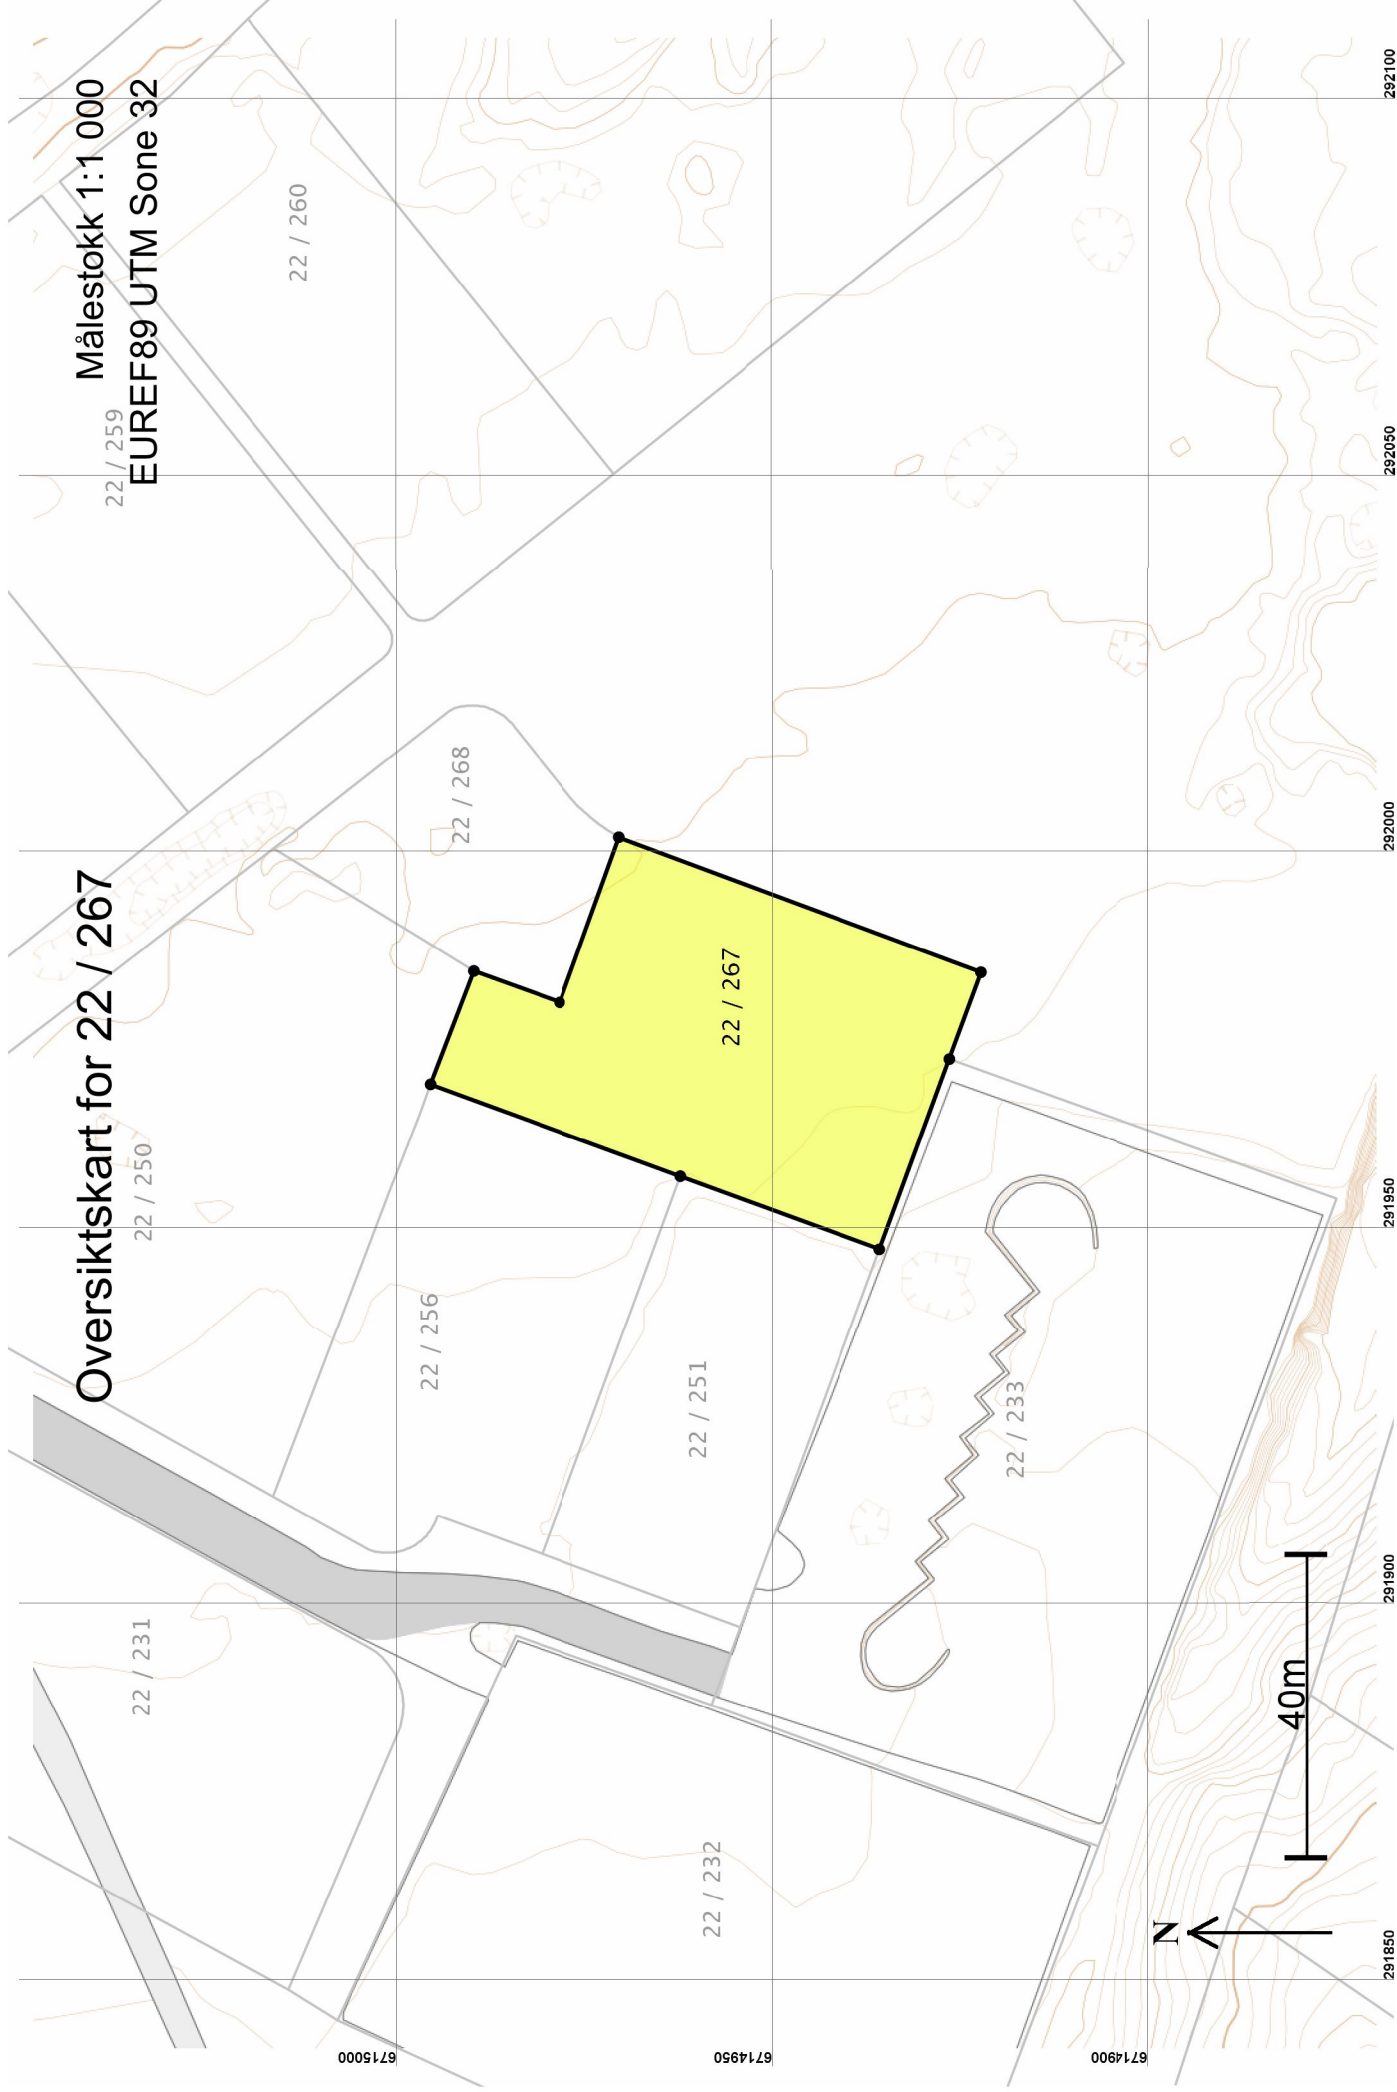 Oversiktskart for 22 / 267
Målestokk 1:1 000
EUREF89 UTM Sone 32
22 / 231
22 / 250
22 / 259
22 / 260
22 / 256
22 / 268
22 / 232
22 / 251
22 / 267
22 / 233
N
40m
6715000
6714950
6714900
291850
291900
291950
292000
292050
292100